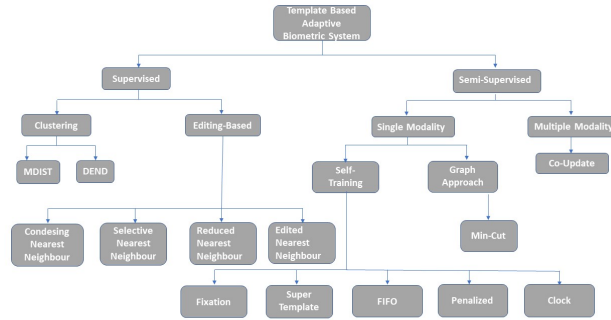 Template Based
Adaptive
Biometric System
Supervised
Semi-Supervised
Clustering
Editing-Based
Single Modality
Multiple Modality
MDIST
DEND
Self-
Training
Graph
Approach
Co-Update
Condesing
Nearest
Neighbour
Selective
Nearest
Neighbour
Reduced
Nearest
Neighbour
Edited
Nearest
Neighbour
Min-Cut
Fixation
Super
Template
FIFO
Penalized
Clock